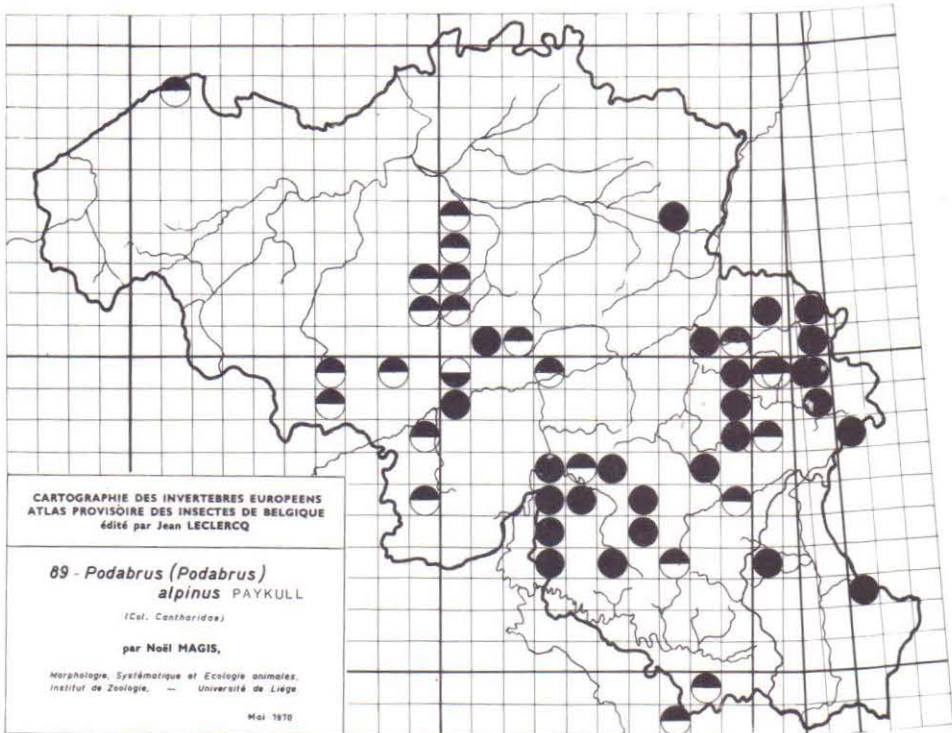 CARTOGRAPHIE DES INVERTEBRES EUROPEENS
ATLAS PROVISOIRE DES INSECTES DE BELGIQUE
édité par Jean LECLERCQ
89 - Podabrus (Podabrus)
alpinus PAYKULL
(Col. Cantharidae)
par Noël MAGIS,
Morphologie, Systématique et Ecologie animales,
Institut de Zoologie, — Université de Liége
Mai 1970